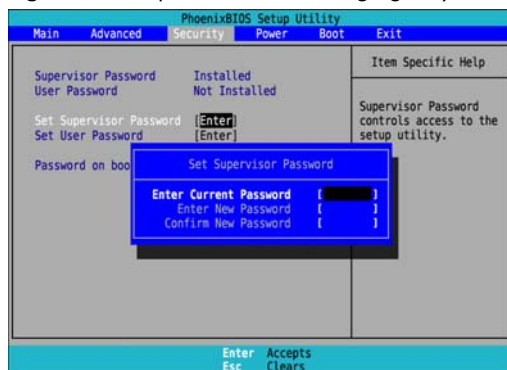 PhoenixBIOS Setup Utility
Main Advanced Security Power Boot Exit
Item Specific Help
Supervisor Password Installed
User Password Not Installed
Supervisor Password
controls access to the
setup utility.
Set Supervisor Password [Enter]
Set User Password [Enter]
Password on boo
Set Supervisor Password
Enter Current Password [ ]
Enter New Password [ ]
Confirm New Password [ ]
Enter Accepts
Esc Clears